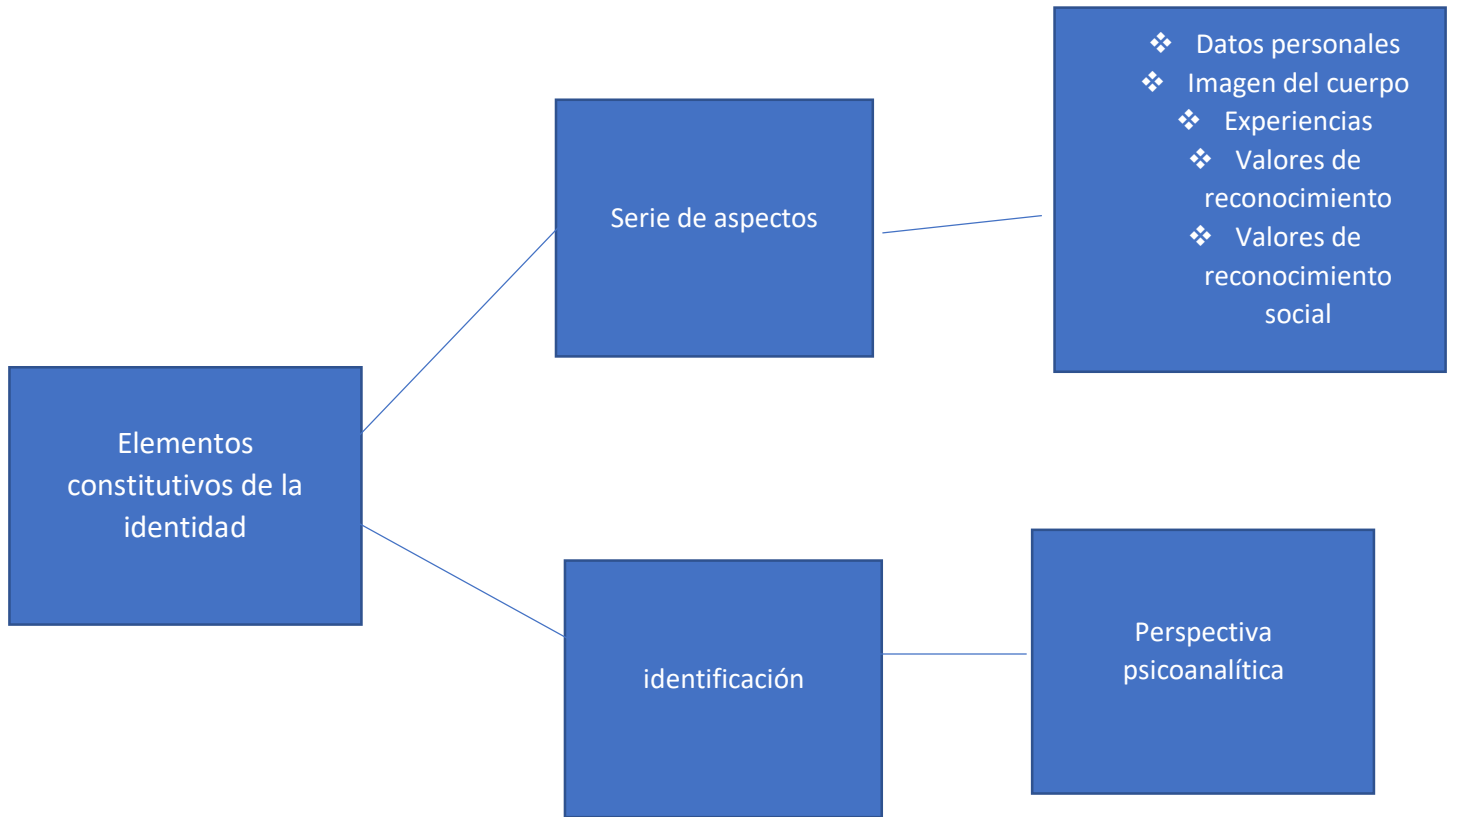 Elementos
constitutivos de la
identidad
Serie de aspectos
❖ Datos personales
❖ Imagen del cuerpo
❖ Experiencias
❖ Valores de
reconocimiento
❖ Valores de
reconocimiento
social
identificación
Perspectiva
psicoanalítica